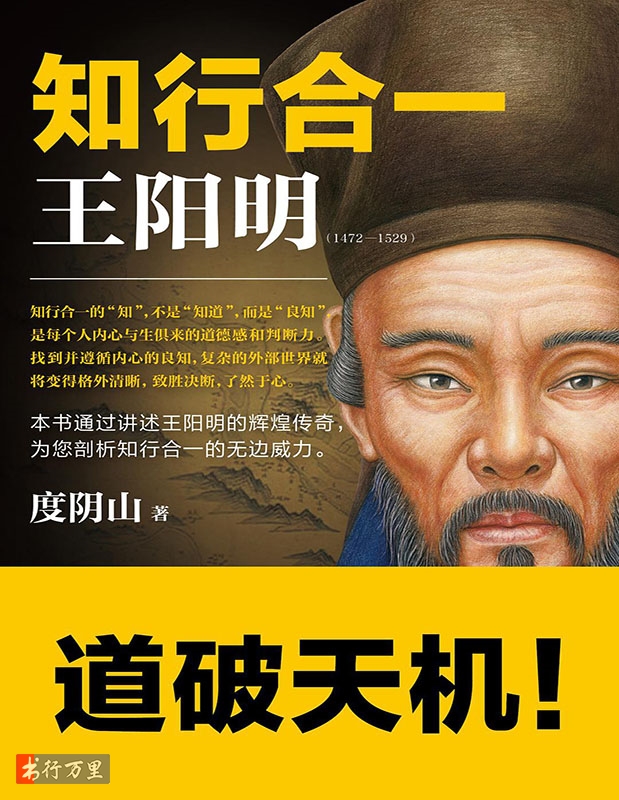 知行合一
王阳明
（1472—1529）
知行合一的“知”，不是“知道”，而是“良知”，
是每个人内心与生俱来的道德感和判断力。
找到并遵循内心的良知，复杂的外部世界就
将变得格外清晰，致胜决断，了然于心。
本书通过讲述王阳明的辉煌传奇，
为您剖析知行合一的无边威力。
度阴山 著
道破天机！
书行万里